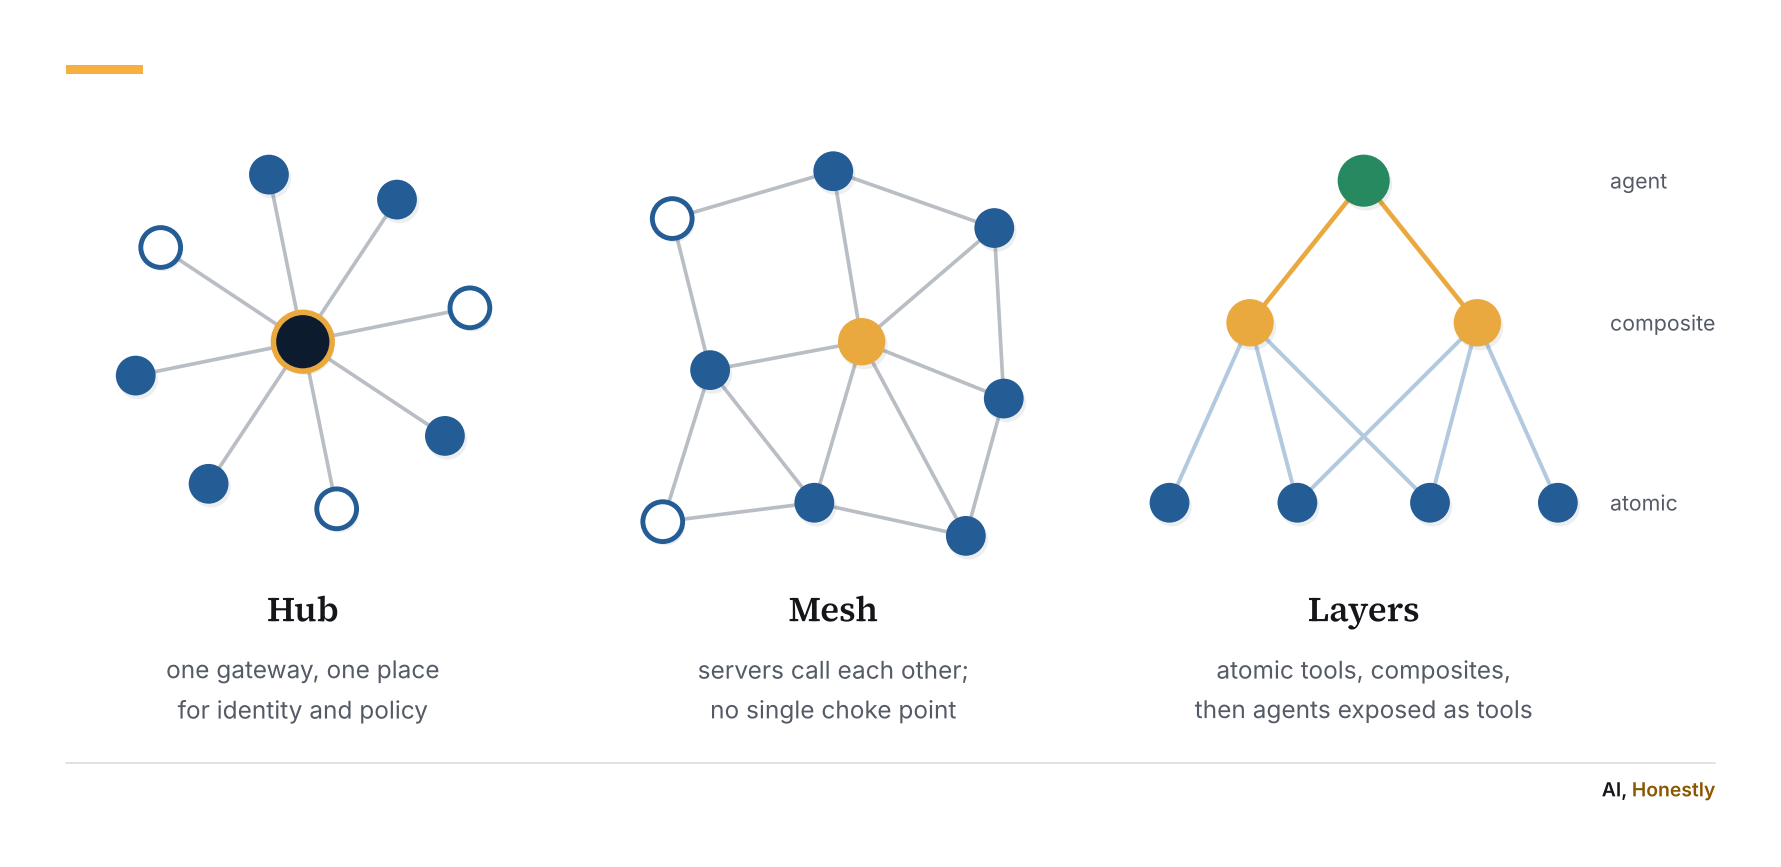 agent
composite
atomic
Hub
one gateway, one place
for identity and policy
Mesh
servers call each other;
no single choke point
Layers
atomic tools, composites,
then agents exposed as tools
AI, Honestly